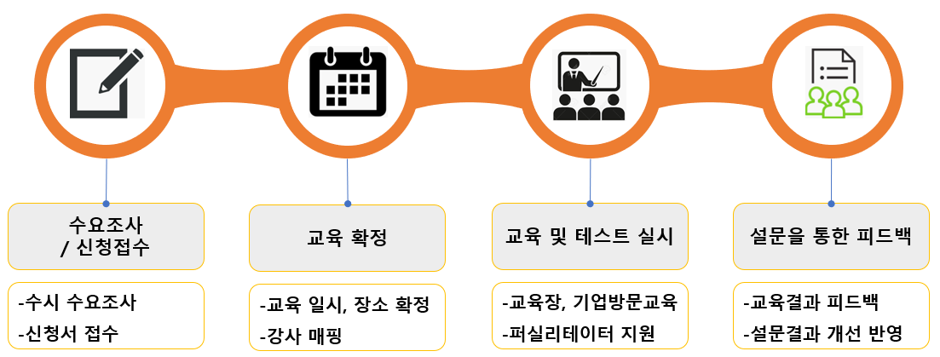 수요조사
/ 신청접수
-수시 수요조사
-신청서 접수
교육 확정
-교육 일시, 장소 확정
-강사 매핑
교육 및 테스트 실시
-교육장, 기업방문교육
-퍼실리테이터 지원
설문을 통한 피드백
-교육결과 피드백
-설문결과 개선 반영